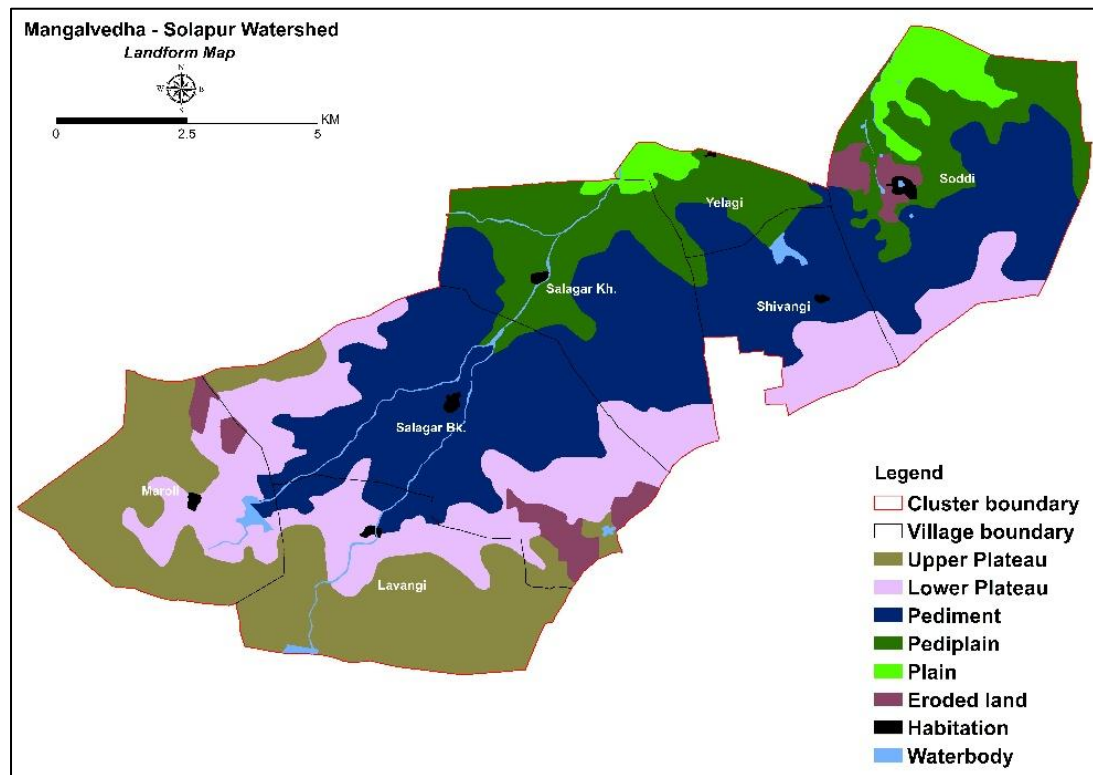 Mangalvedha - Solapur Watershed
Landform Map
N
W E
S
KM
0 2.5 5
Soddi
Yelagi
Salagar Kh.
Shivangi
Salagar Bk.
Maroli
Lavangi
Legend
Cluster boundary
Village boundary
Upper Plateau
Lower Plateau
Pediment
Pediplain
Plain
Eroded land
Habitation
Waterbody